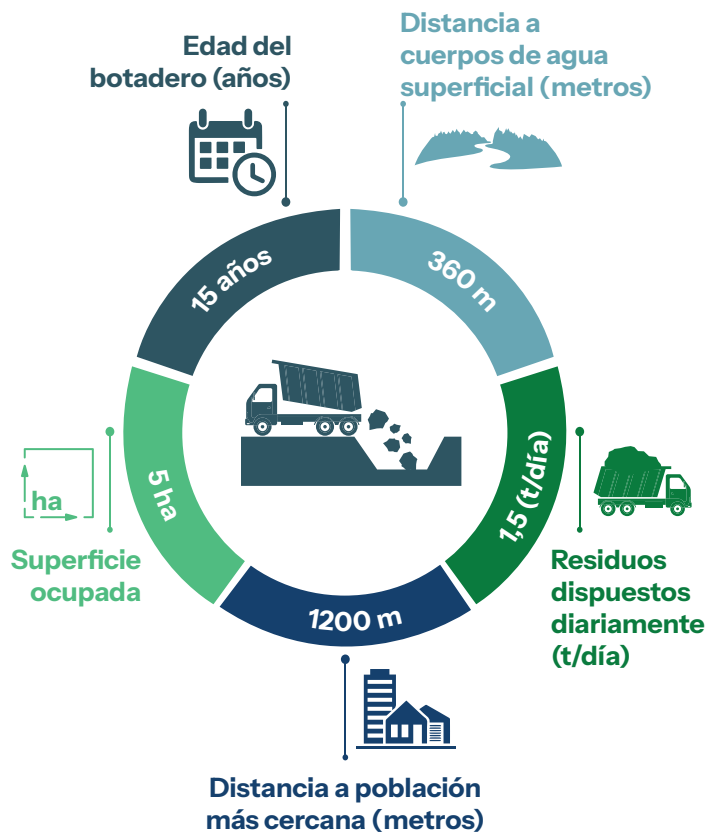 Edad del
botadero (años)
Distancia a
cuerpos de agua
superficial (metros)
15 años
360 m
5 ha
1,5 (t/día)
1200 m
ha
Superficie
ocupada
Residuos
dispuestos
diariamente
(t/día)
Distancia a población
más cercana (metros)